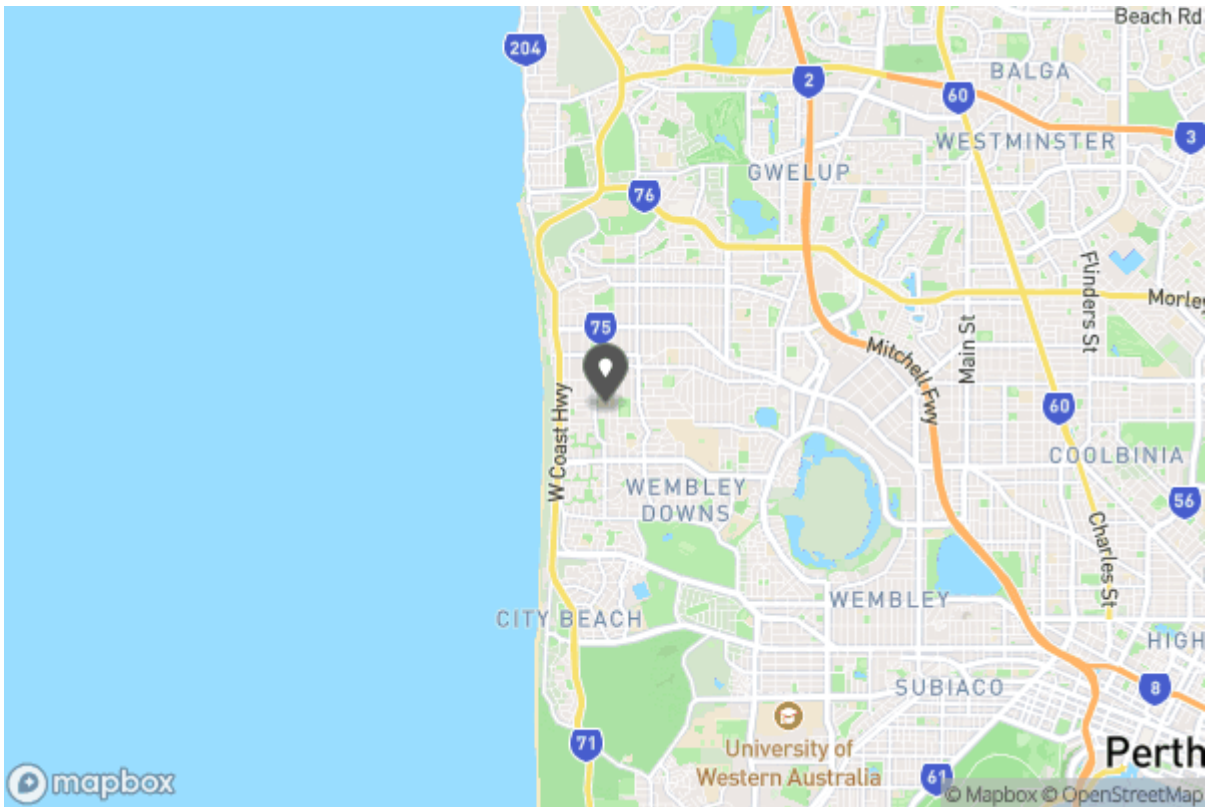 Beach Rd
204
BALGA
2
60
WESTMINSTER
3
GWELUP
76
Flinders St
Morley
75
Main St
Mitchell Fwy
W Coast Hwy
60
COOLBINIA
WEMBLEY
DOWNS
56
Charles St
WEMBLEY
CITY BEACH
HIGH
SUBIACO
8
71
University of
Western Australia
61
Perth
mapbox
© Mapbox © OpenStreetMap